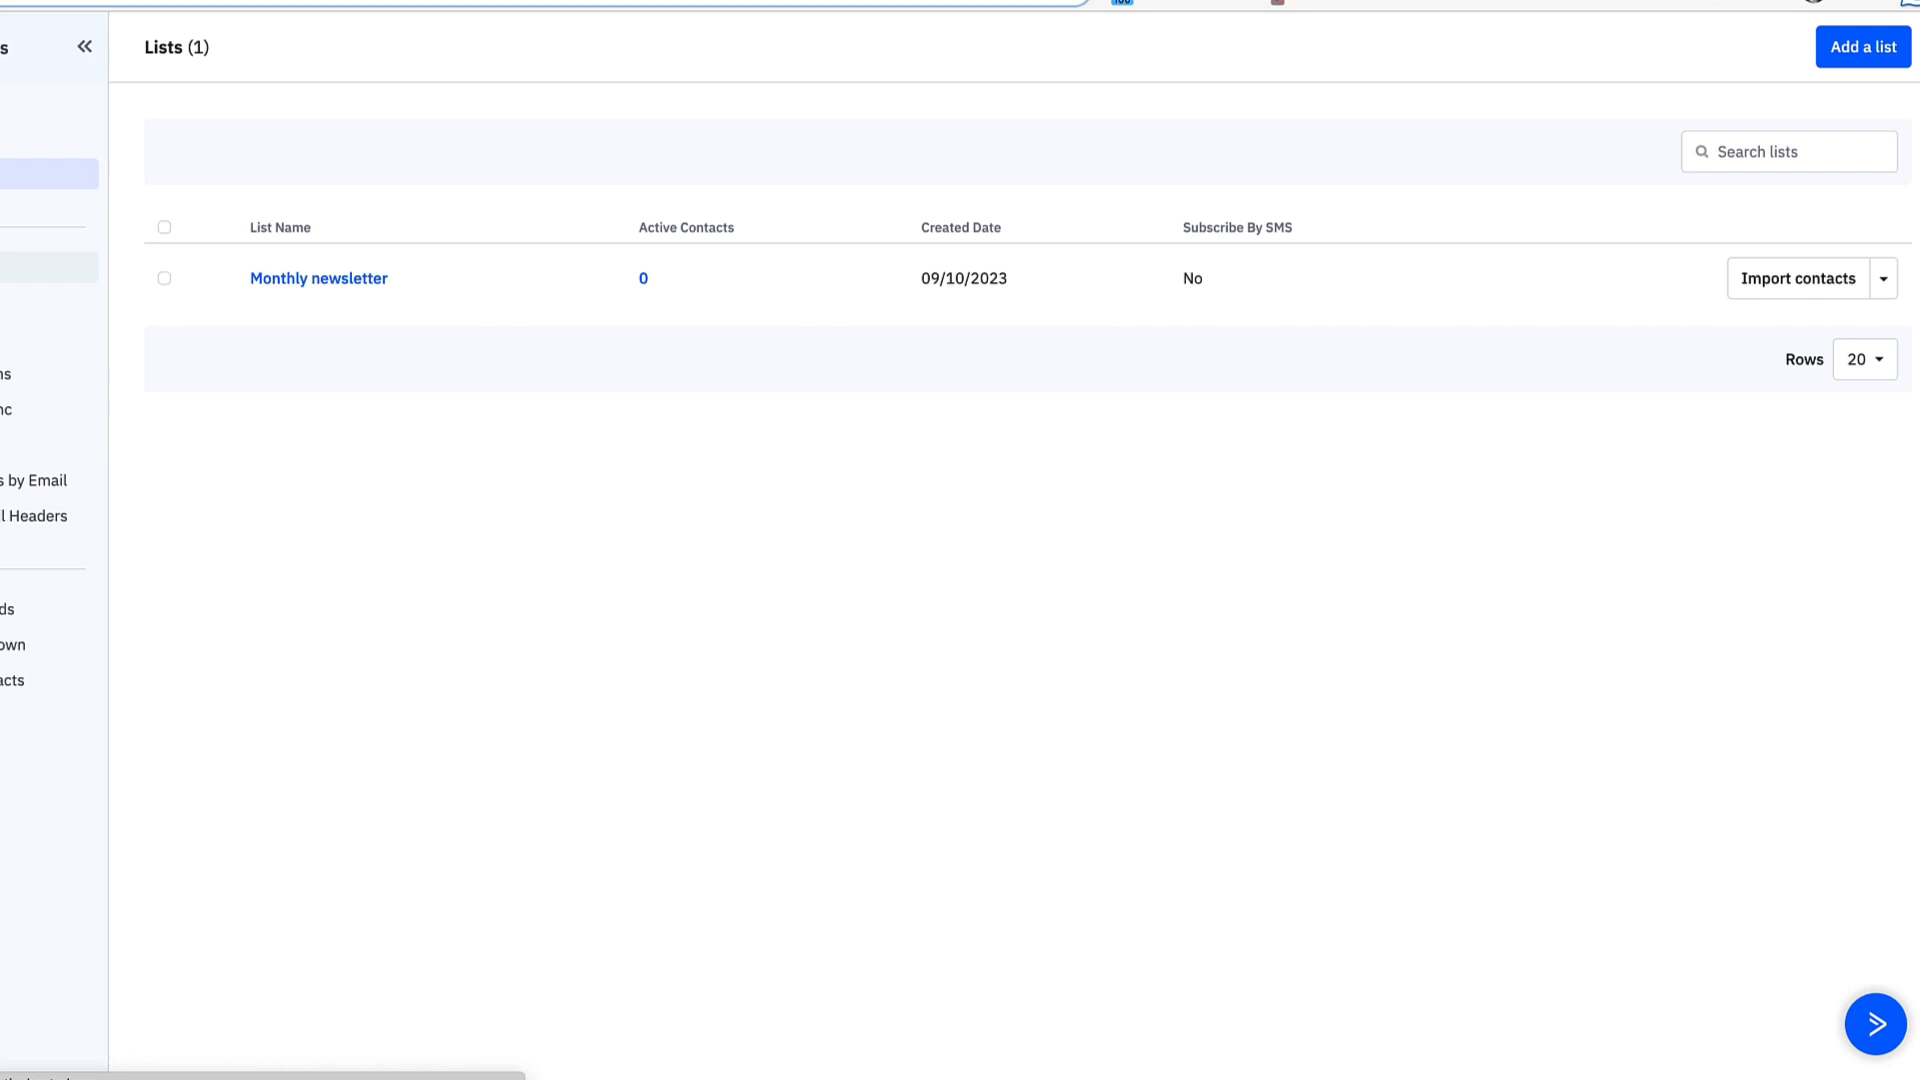 Lists (1)
Add a list
Search lists
List Name Active Contacts Created Date Subscribe By SMS
Monthly newsletter 0 09/10/2023 No Import contacts
Rows 20
s
ns
nc
s by Email
l Headers
ds
own
acts